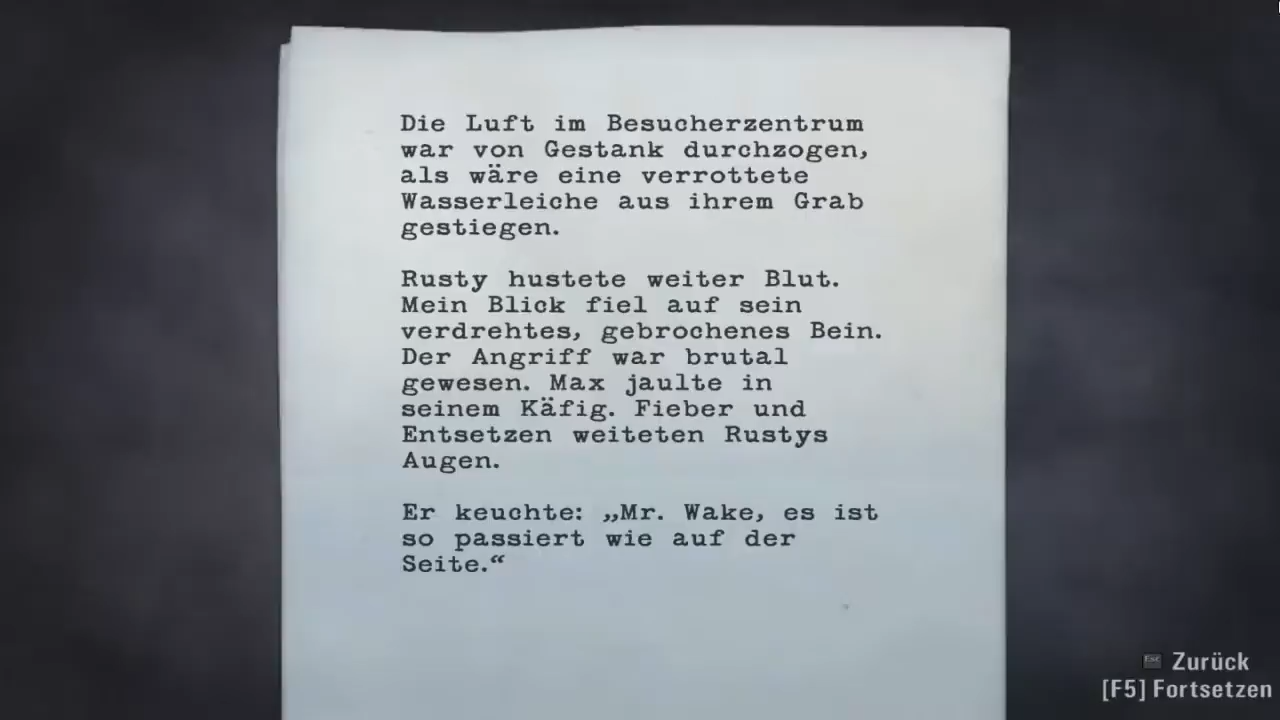 Die Luft im Besucherzentrum
war von Gestank durchzogen,
als wäre eine verrottete
Wasserleiche aus ihrem Grab
gestiegen.
Rusty hustete weiter Blut.
Mein Blick fiel auf sein
verdrehtes, gebrochenes Bein.
Der Angriff war brutal
gewesen. Max jaulte in
seinem Käfig. Fieber und
Entsetzen weiteten Rustys
Augen.
Er keuchte: „Mr. Wake, es ist
so passiert wie auf der
Seite.“
Esc Zurück
[F5] Fortsetzen